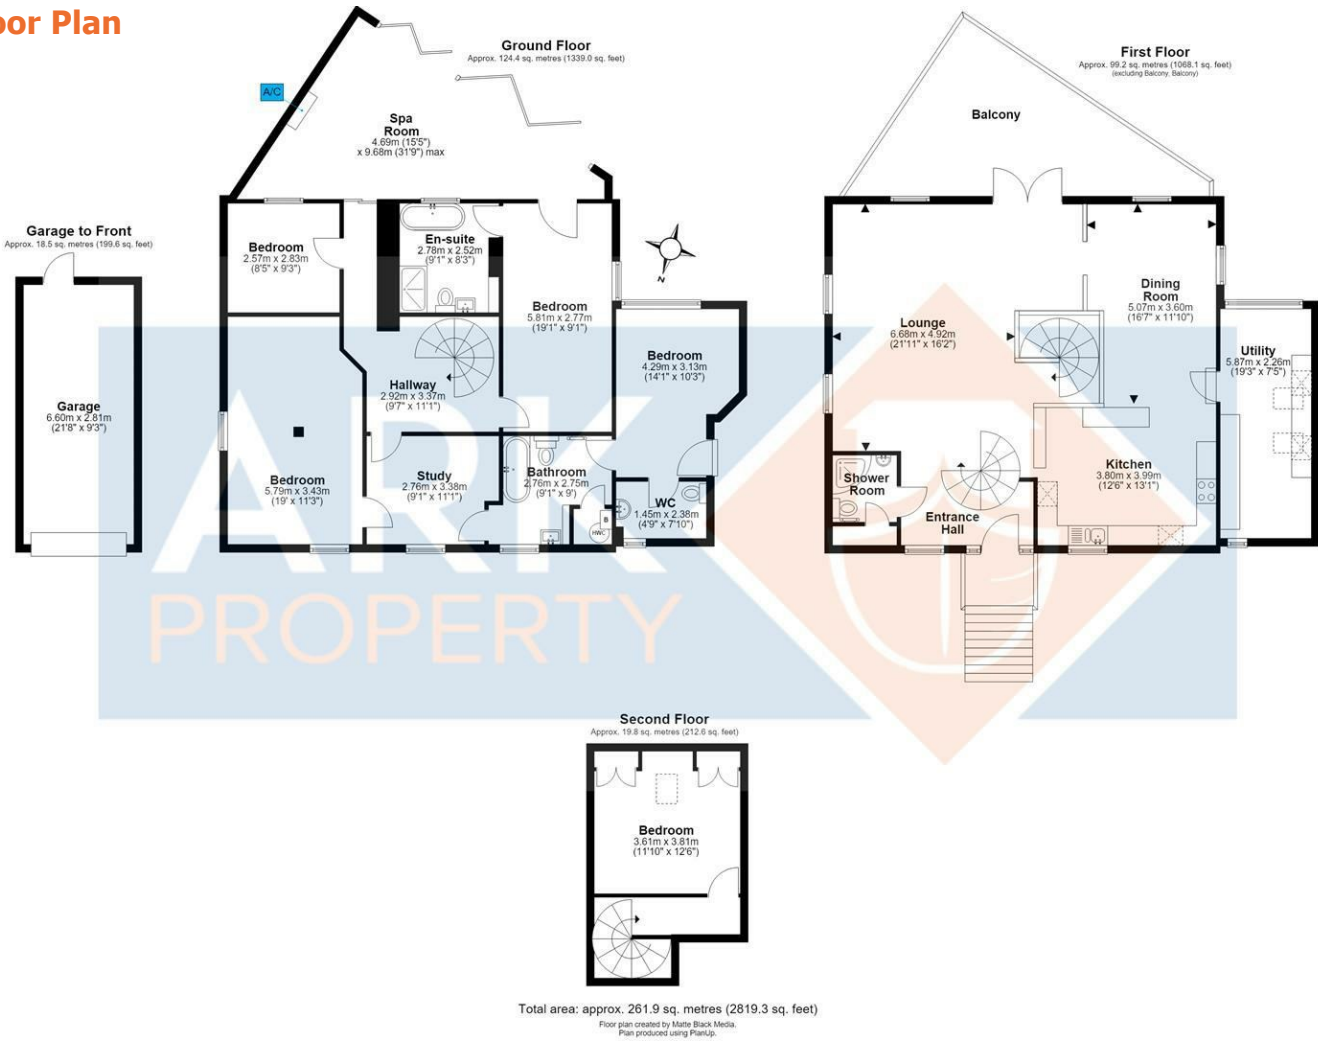 oor Plan
Ground Floor
Approx. 124.4 sq. metres (1339.0 sq. feet)
A/C
Spa
Room
4.69m (15'5")
x 9.68m (31'9") max
First Floor
Approx. 99.2 sq. metres (1068.1 sq. feet)
(excluding Balcony, Balcony)
Balcony
Garage to Front
Approx. 18.5 sq. metres (199.6 sq. feet)
Garage
6.60m x 2.81m
(21'8" x 9'3")
Bedroom
2.57m x 2.83m
(8'5" x 9'3")
En-suite
2.78m x 2.52m
(9'1" x 8'3")
Bedroom
5.81m x 2.77m
(19'1" x 9'1")
N
Bedroom
4.29m x 3.13m
(14'1" x 10'3")
Hallway
2.92m x 3.37m
(9'7" x 11'1")
Bedroom
5.79m x 3.43m
(19' x 11'3")
Study
2.76m x 3.38m
(9'1" x 11'1")
Bathroom
2.76m x 2.75m
(9'1" x 9')
B
HWC
WC
1.45m x 2.38m
(4'9" x 7'10")
Lounge
6.68m x 4.92m
(21'11" x 16'2")
Dining
Room
5.07m x 3.60m
(16'7" x 11'10")
Utility
5.87m x 2.26m
(19'3" x 7'5")
Kitchen
3.80m x 3.99m
(12'6" x 13'1")
Shower
Room
Entrance
Hall
ARK
PROPERTY
Second Floor
Approx. 19.8 sq. metres (212.6 sq. feet)
Bedroom
3.61m x 3.81m
(11'10" x 12'6")
Total area: approx. 261.9 sq. metres (2819.3 sq. feet)
Floor plan created by Matte Black Media.
Plan produced using PlanUp.